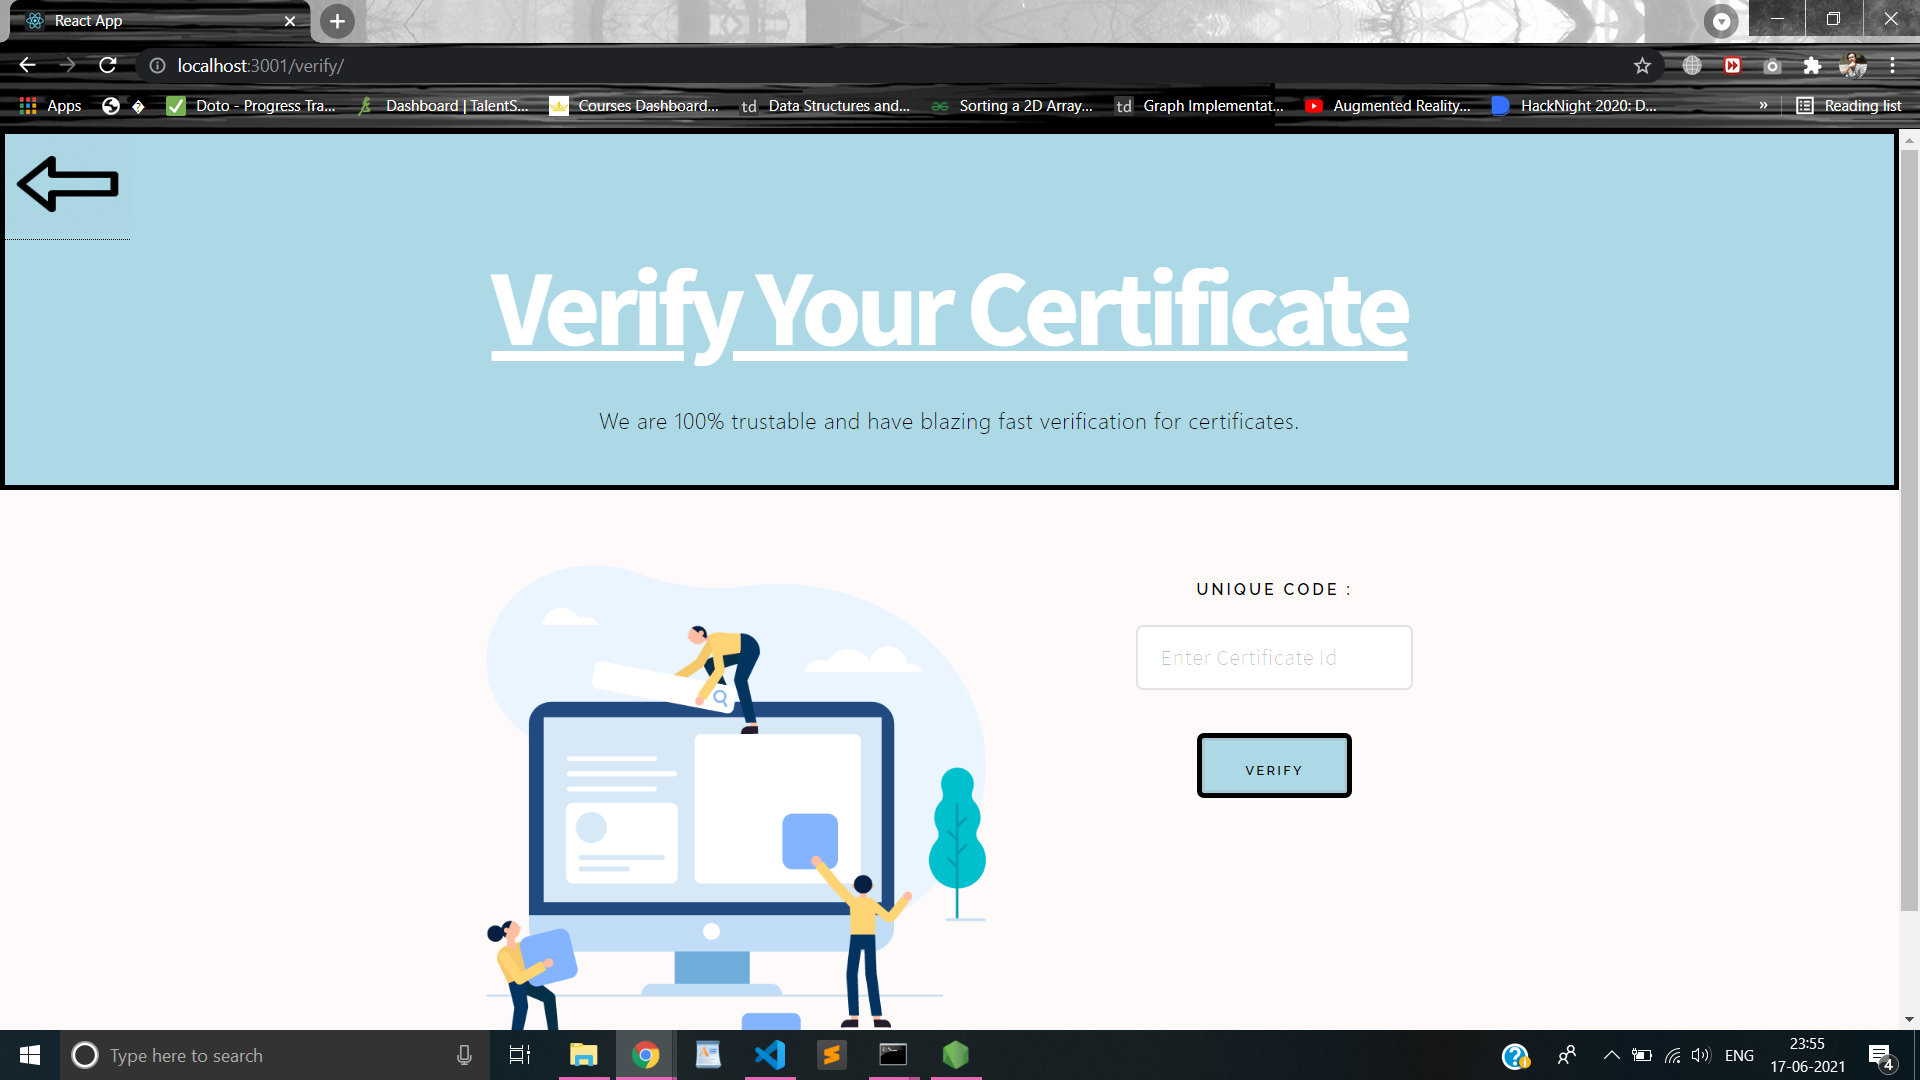 React App
localhost:3001/verify/
Apps
Doto - Progress Tra...
Dashboard | TalentS...
Courses Dashboard...
td Data Structures and...
Sorting a 2D Array...
td Graph Implementat...
Augmented Reality...
HackNight 2020: D...
»
Reading list
Verify Your Certificate
We are 100% trustable and have blazing fast verification for certificates.
UNIQUE CODE :
Enter Certificate Id
VERIFY
Type here to search
ENG
23:55
17-06-2021
4